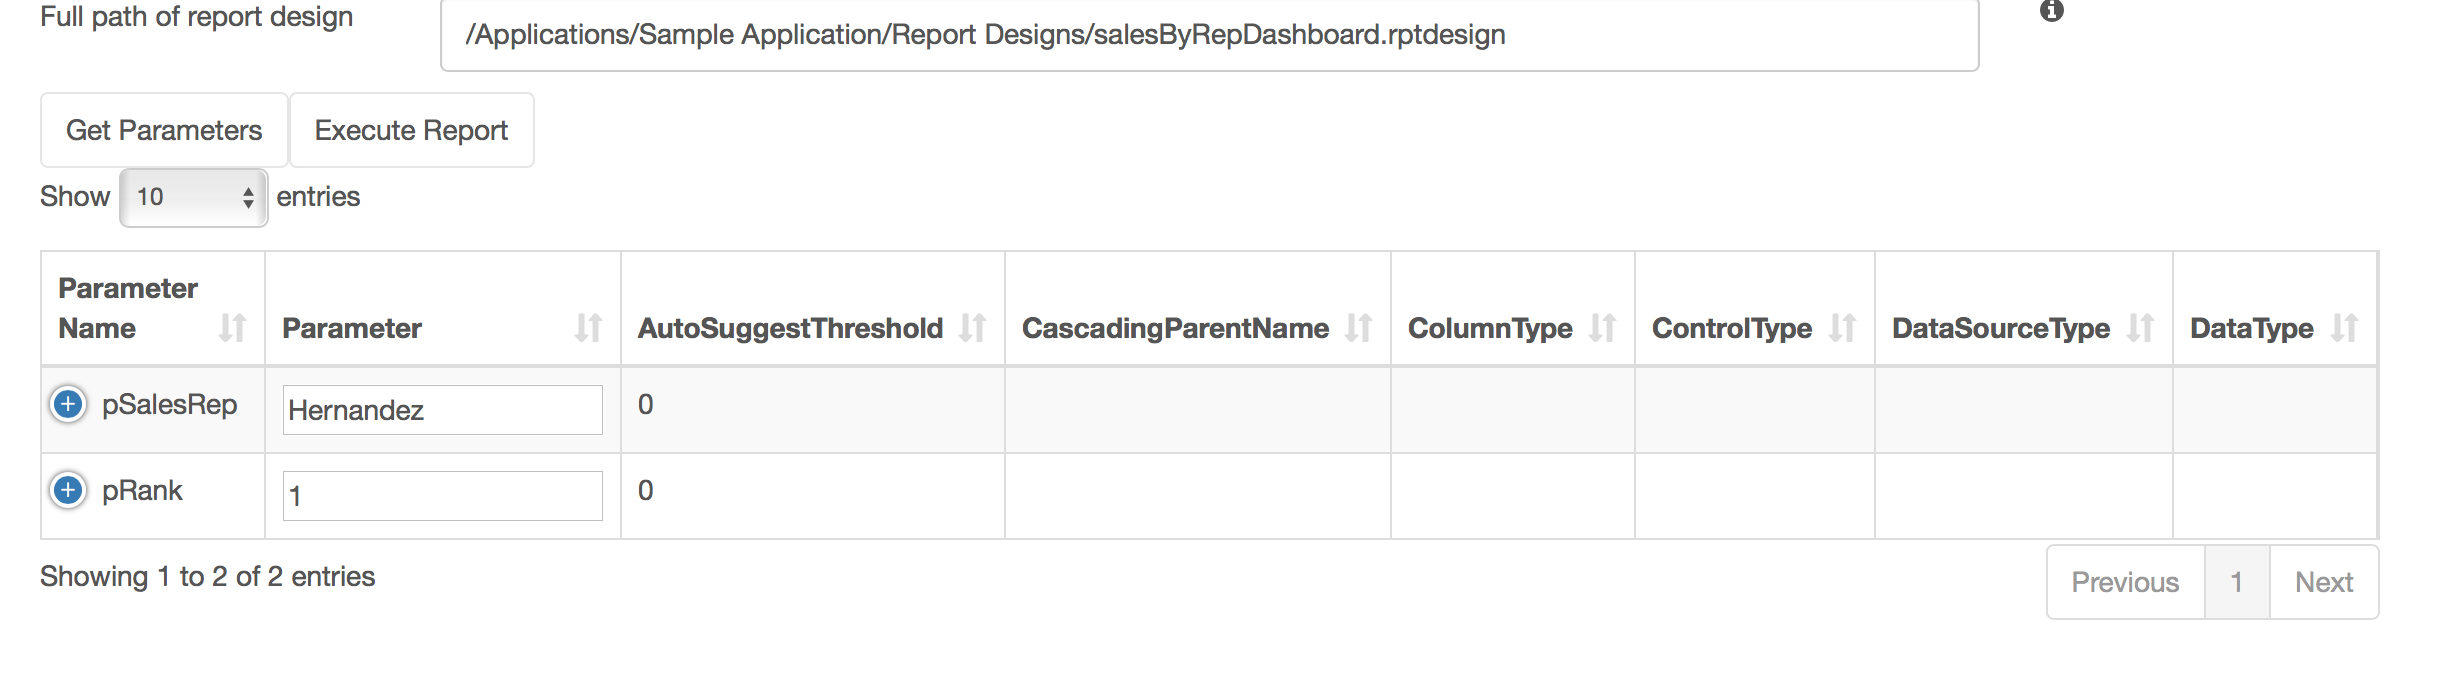 Full path of report design
/Applications/Sample Application/Report Designs/salesByRepDashboard.rptdesign
Get Parameters Execute Report
Show 10 entries
Parameter Name Parameter AutoSuggestThreshold CascadingParentName ColumnType ControlType DataSourceType DataType
pSalesRep Hernandez 0
pRank 1 0
Showing 1 to 2 of 2 entries
Previous 1 Next